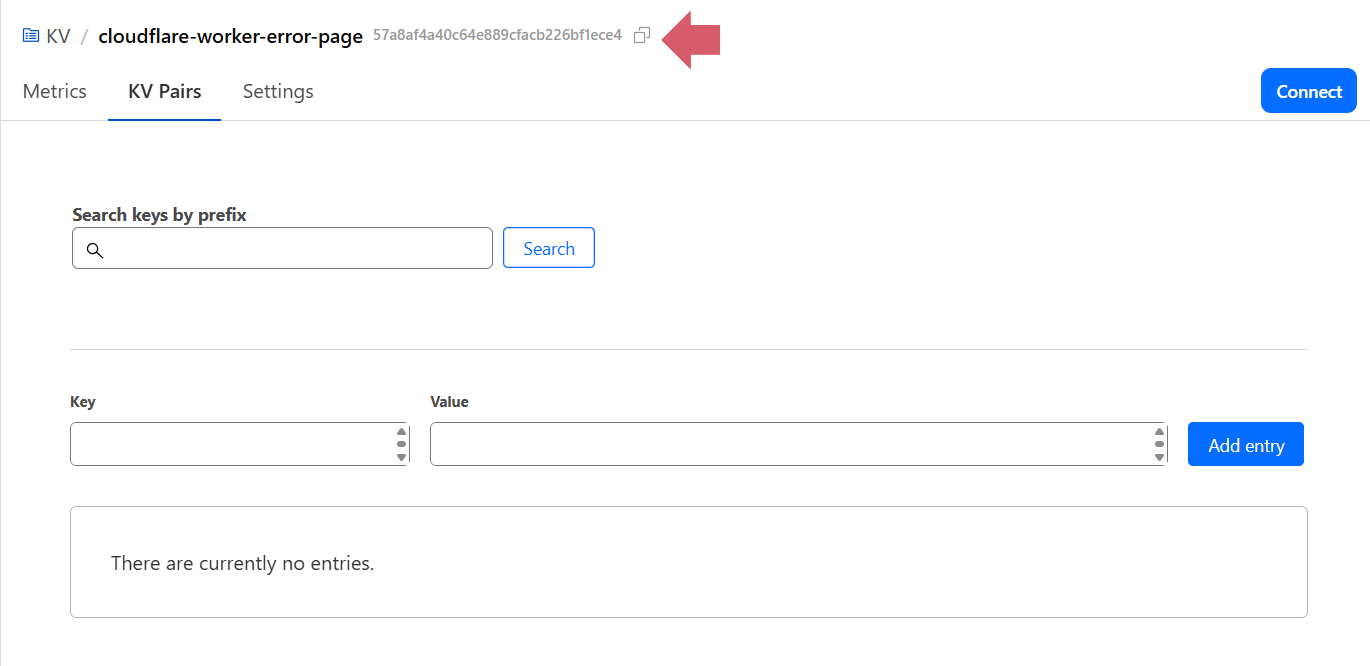 KV / cloudflare-worker-error-page 57a8af4a40c64e889cfacb226bf1ece4
Metrics KV Pairs Settings Connect
Search keys by prefix
Search
Key Value
Add entry
There are currently no entries.